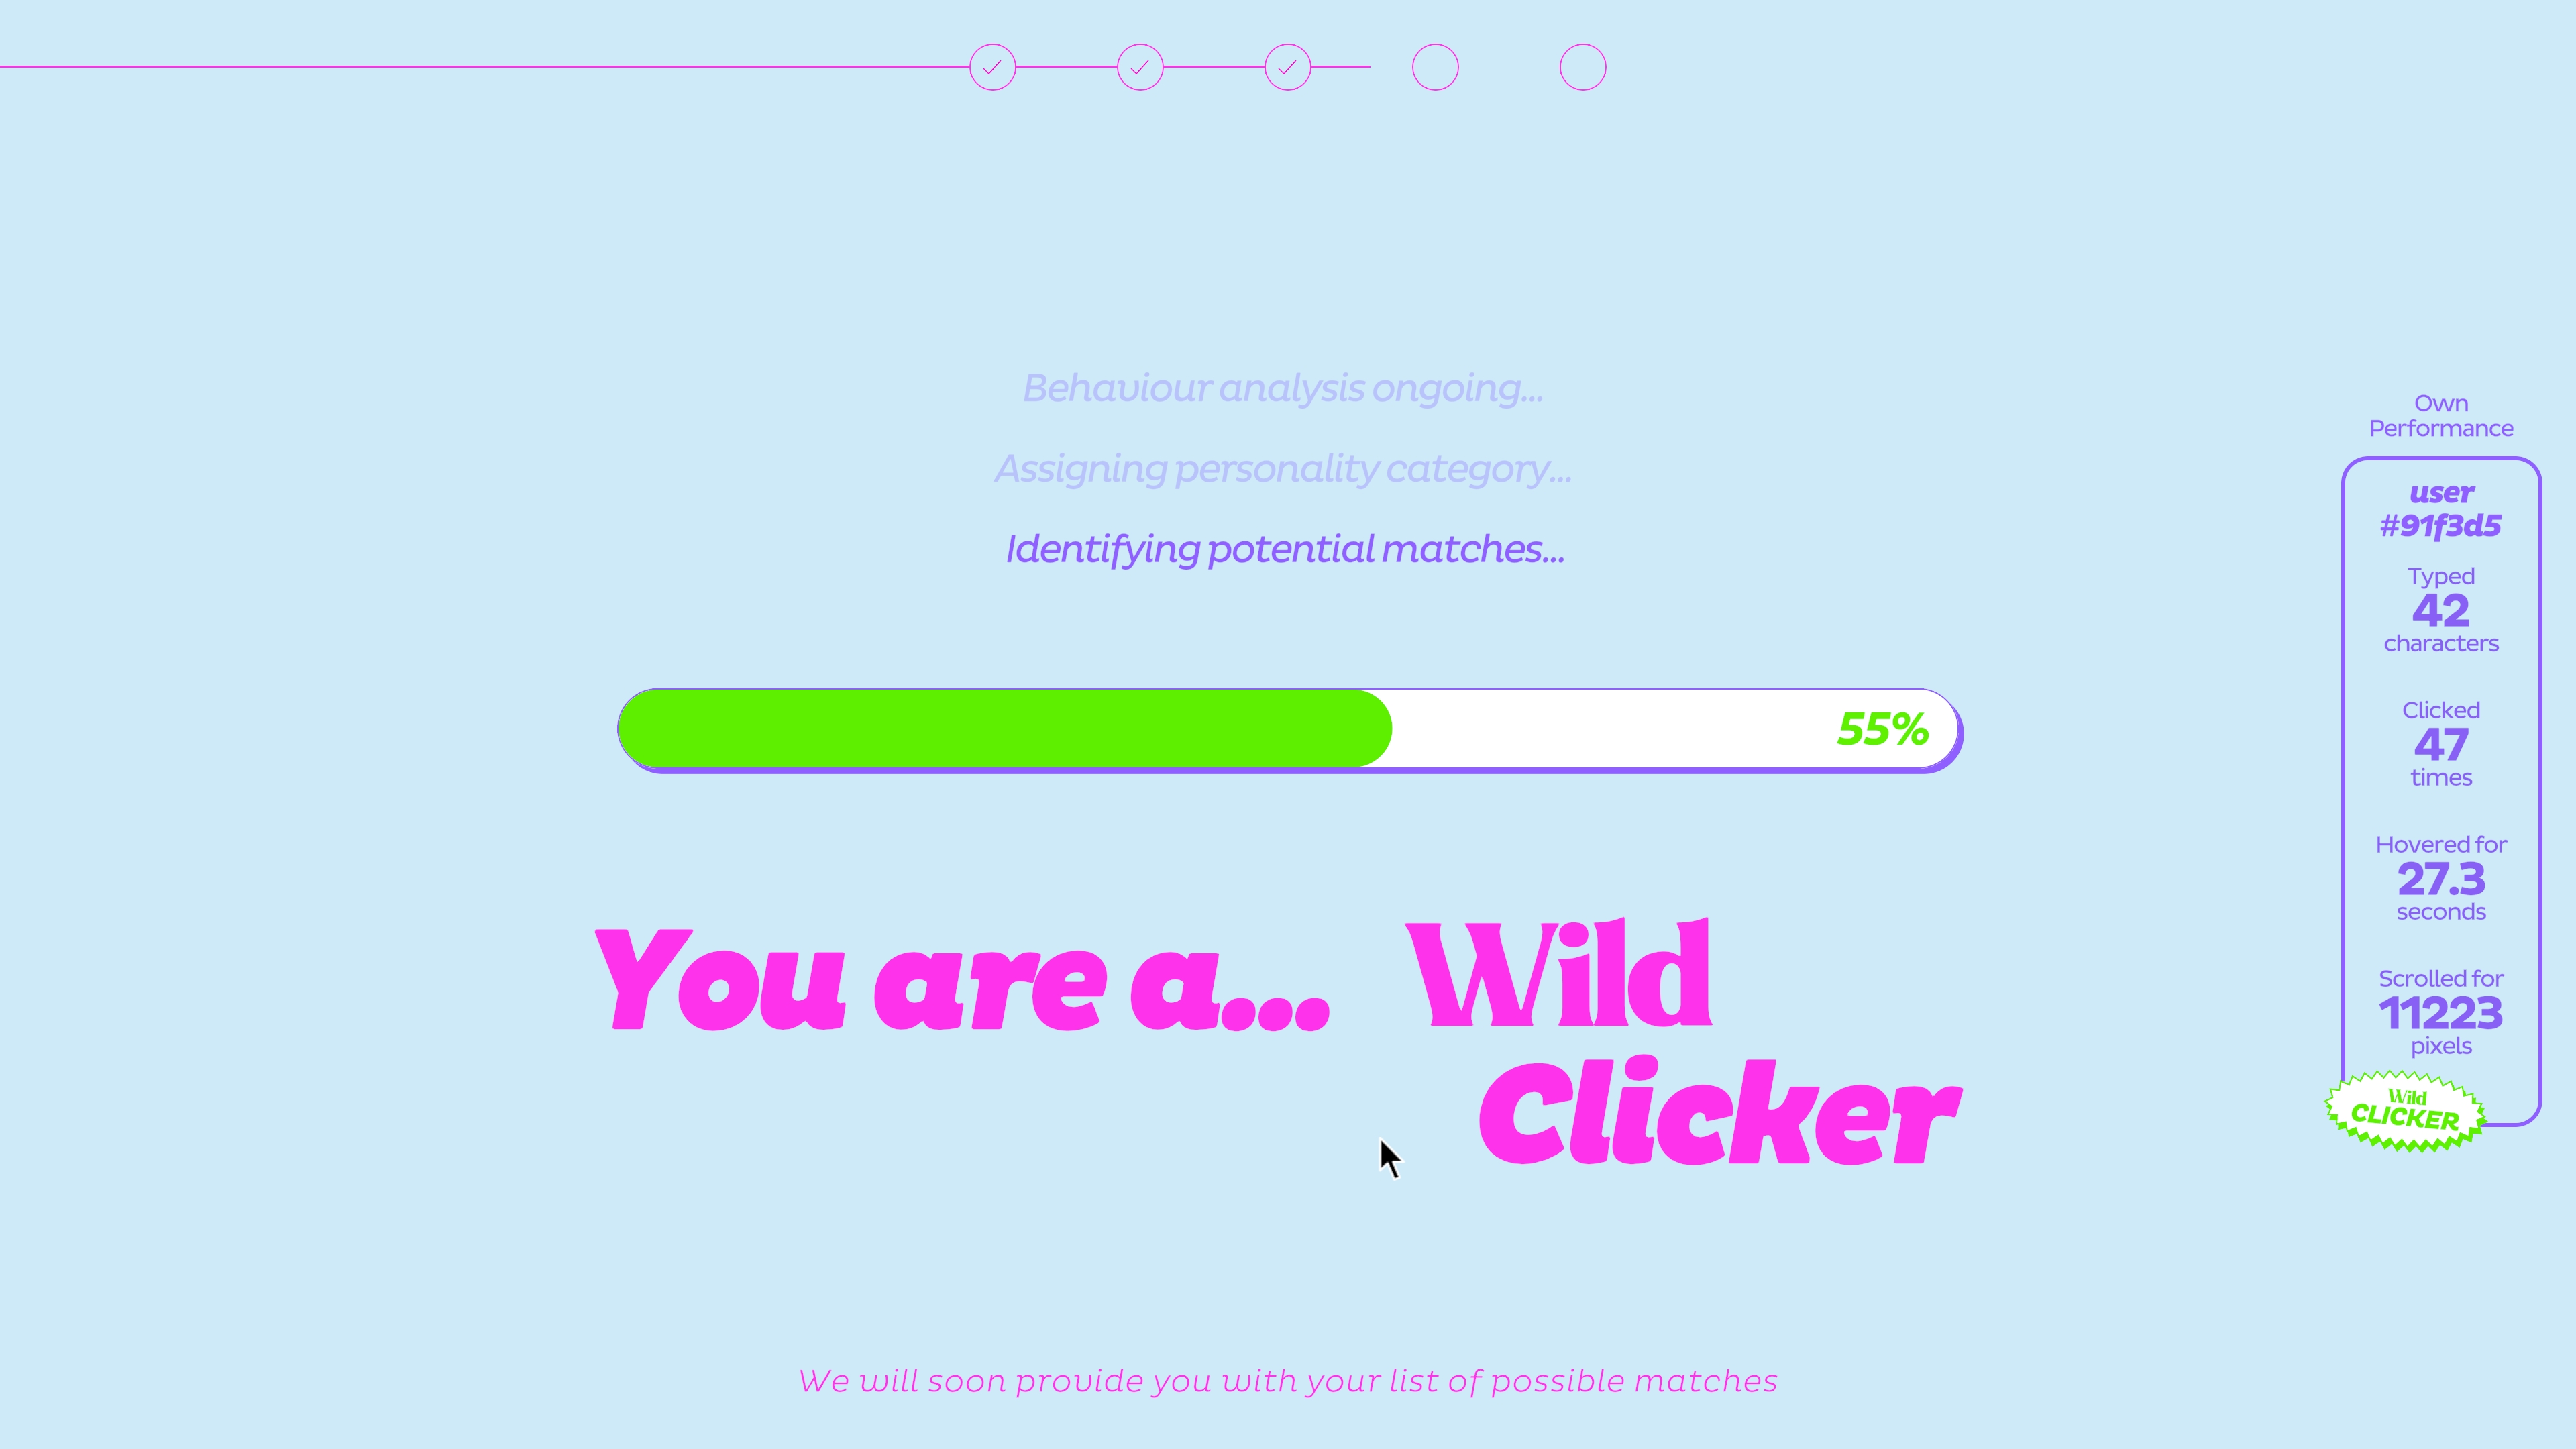 Behaviour analysis ongoing...
Assigning personality category...
Identifying potential matches...
55%
You are a... Wild
Clicker
We will soon provide you with your list of possible matches
Own
Performance
user
#91f3d5
Typed
42
characters
Clicked
47
times
Hovered for
27.3
seconds
Scrolled for
11223
pixels
Wild
CLICKER